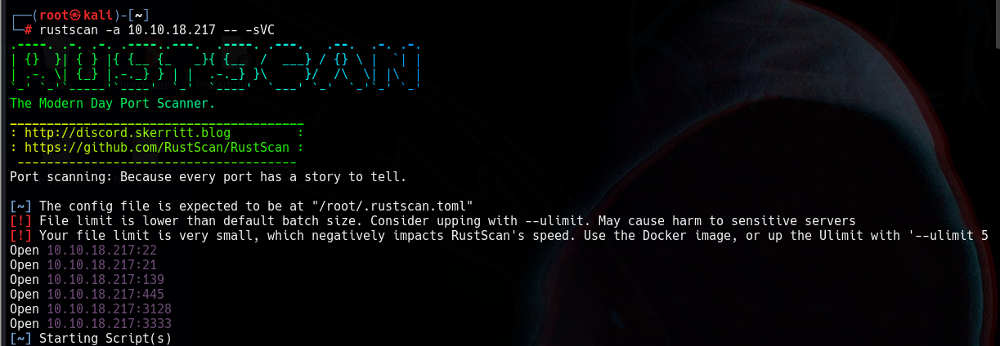 ┌──(root㉿kali)-[~]
└─# rustscan -a 10.10.18.217 -- -sVC
.----. .-. .-. .----..---.  .----. .---.   .--.  .-. .-.
| {}  }| { } |{ {__ {_   _}{ {__  /  ___} / {} \ |  `| |
| .-. \| {_} |.-._} } | |  .-._} }\     }/  /\  \| |\  |
`-' `-'`-----'`----'  `-'  `----'  `---' `-'  `-'`-' `-'
The Modern Day Port Scanner.
________________________________________
: http://discord.skerritt.blog         :
: https://github.com/RustScan/RustScan :
 --------------------------------------
Port scanning: Because every port has a story to tell.
[~] The config file is expected to be at "/root/.rustscan.toml"
[!] File limit is lower than default batch size. Consider upping with --ulimit. May cause harm to sensitive servers
[!] Your file limit is very small, which negatively impacts RustScan's speed. Use the Docker image, or up the Ulimit with '--ulimit 5
Open 10.10.18.217:22
Open 10.10.18.217:21
Open 10.10.18.217:139
Open 10.10.18.217:445
Open 10.10.18.217:3128
Open 10.10.18.217:3333
[~] Starting Script(s)